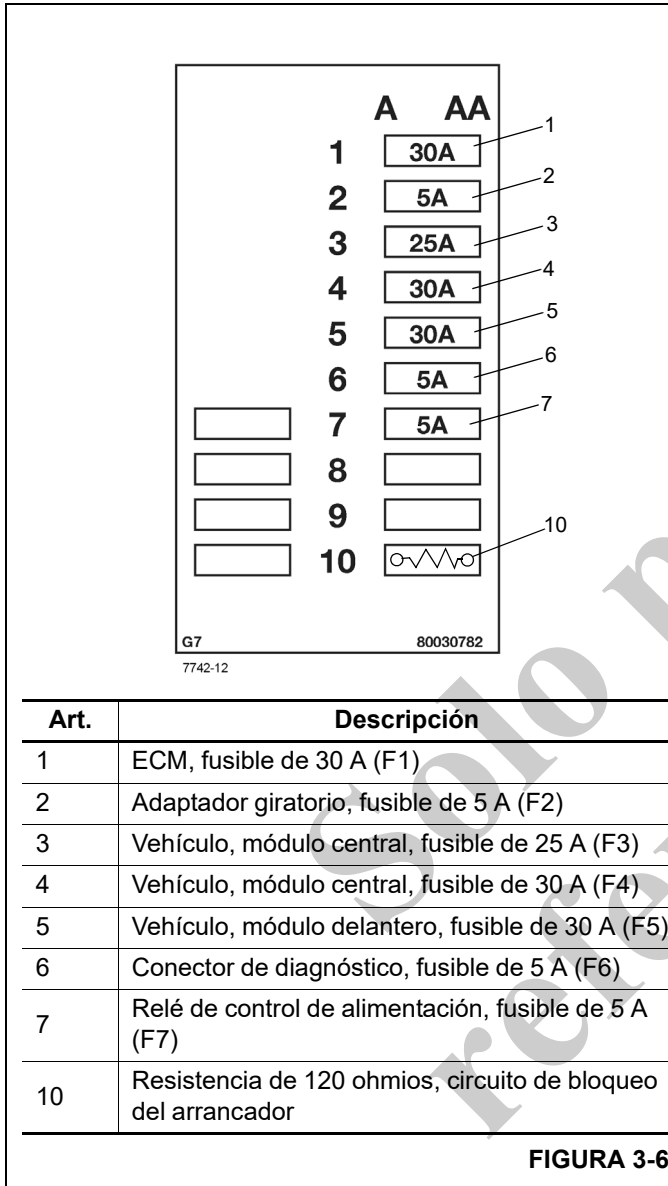 A AA
1 30A 1
2 5A 2
3 25A 3
4 30A 4
5 30A 5
6 5A 6
7 5A 7
8
9
10 10
G7 80030782
7742-12
Art. Descripción
1 ECM, fusible de 30 A (F1)
2 Adaptador giratorio, fusible de 5 A (F2)
3 Vehículo, módulo central, fusible de 25 A (F3)
4 Vehículo, módulo central, fusible de 30 A (F4)
5 Vehículo, módulo delantero, fusible de 30 A (F5)
6 Conector de diagnóstico, fusible de 5 A (F6)
7 Relé de control de alimentación, fusible de 5 A
(F7)
10 Resistencia de 120 ohmios, circuito de bloqueo
del arrancador
FIGURA 3-6
Solo